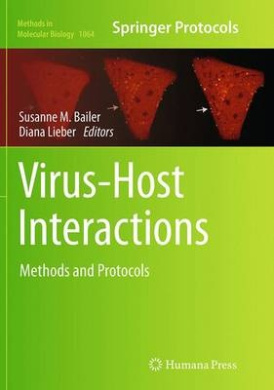 Methods in
Molecular Biology 1064
Springer Protocols
Susanne M. Bailer
Diana Lieber Editors
Virus-Host
Interactions
Methods and Protocols
Humana Press